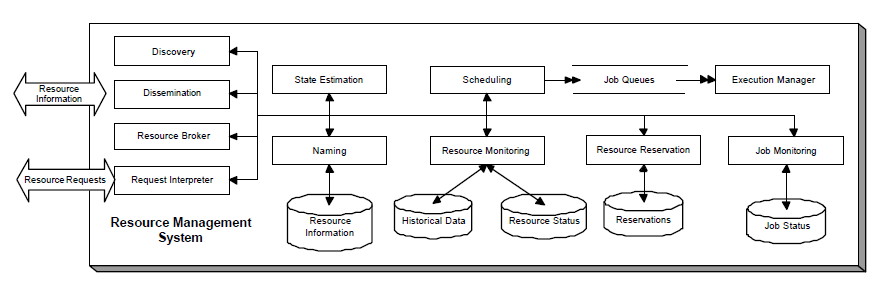 Discovery
Resource
Information
Dissemination
Resource Broker
Resource Requests
Request Interpreter
Resource Management
System
State Estimation
Scheduling
Job Queues
Execution Manager
Naming
Resource Monitoring
Resource Reservation
Job Monitoring
Resource
Information
Historical Data
Resource Status
Reservations
Job Status